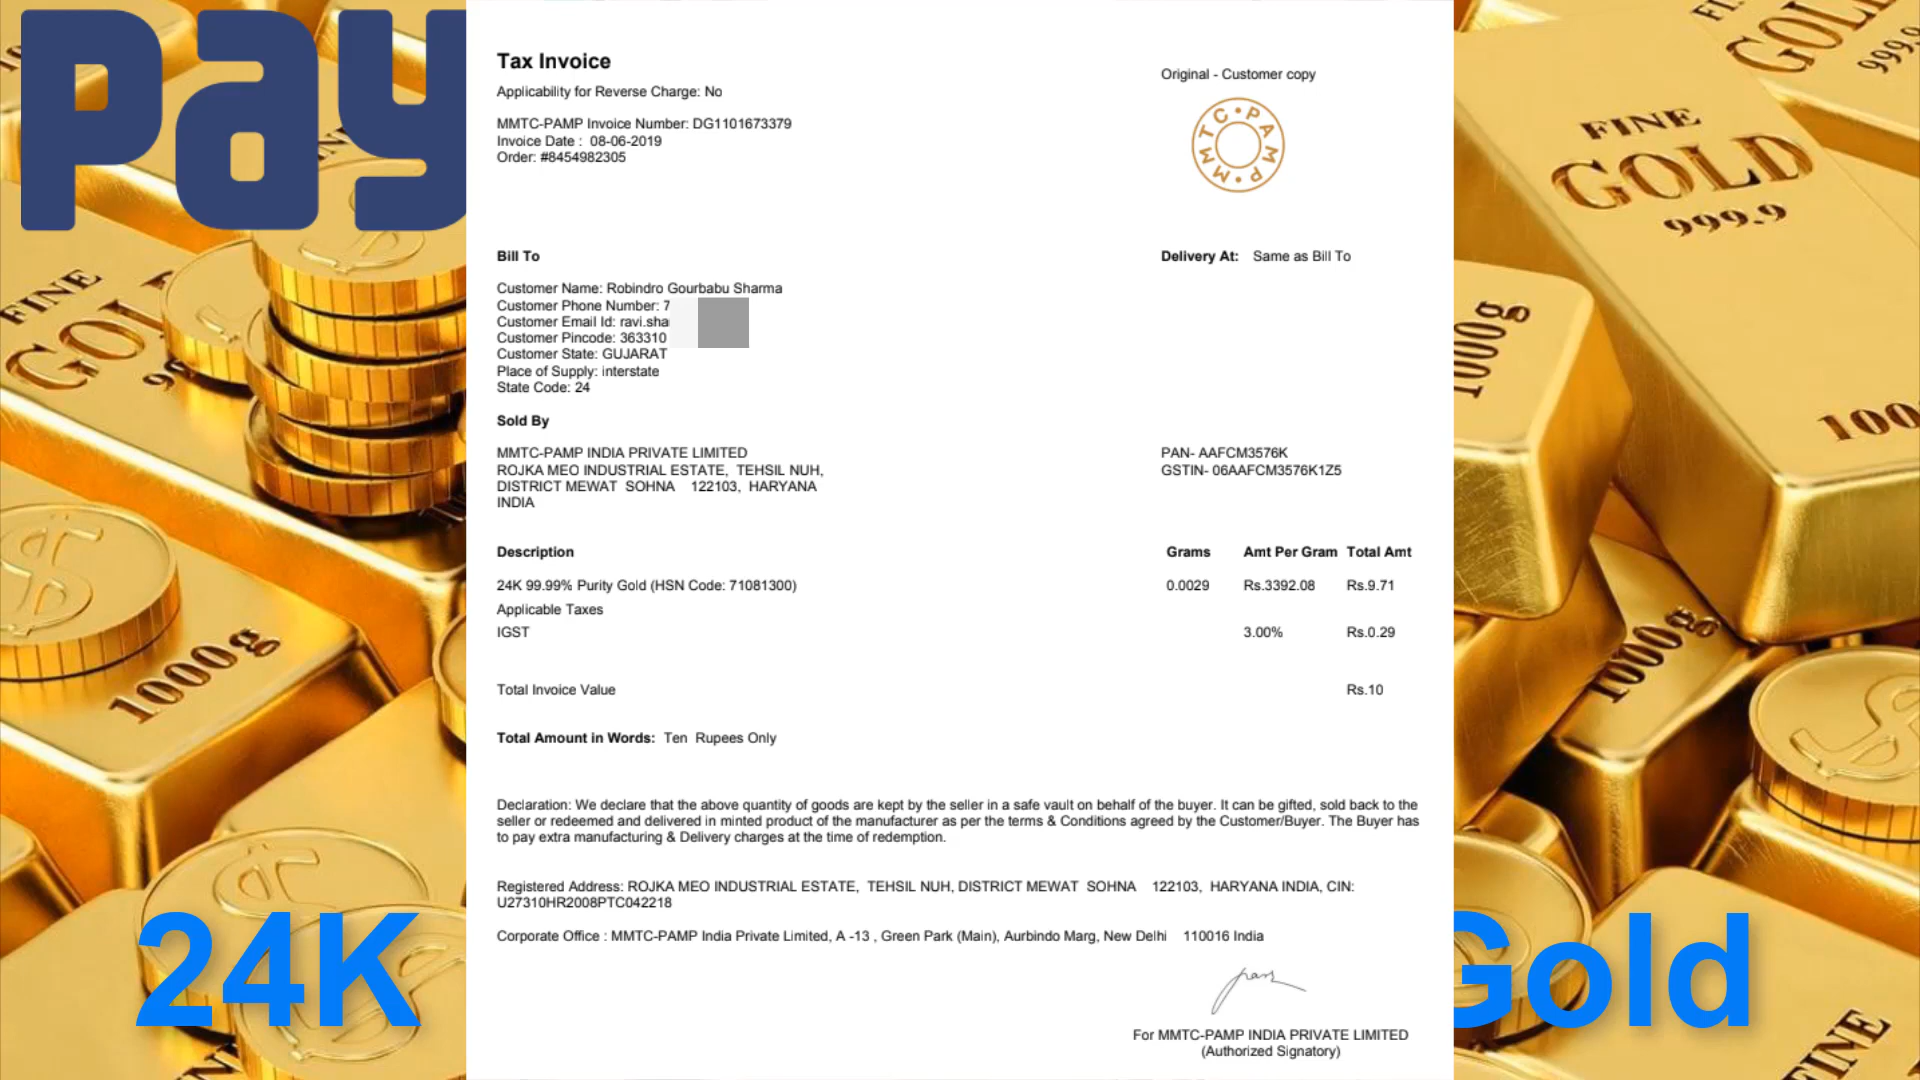 Pay
Tax Invoice
Original - Customer copy
Applicability for Reverse Charge: No
MMTC-PAMP Invoice Number: DG1101673379
Invoice Date : 08-06-2019
Order: #8454982305
MMTC•PAMP•
Bill To
Delivery At: Same as Bill To
Customer Name: Robindro Gourbabu Sharma
Customer Phone Number: 7
Customer Email Id: ravi.sha
Customer Pincode: 363310
Customer State: GUJARAT
Place of Supply: interstate
State Code: 24
Sold By
MMTC-PAMP INDIA PRIVATE LIMITED
PAN- AAFCM3576K
ROJKA MEO INDUSTRIAL ESTATE, TEHSIL NUH,
GSTIN- 06AAFCM3576K1Z5
DISTRICT MEWAT SOHNA 122103, HARYANA
INDIA
Description Grams Amt Per Gram Total Amt
24K 99.99% Purity Gold (HSN Code: 71081300) 0.0029 Rs.3392.08 Rs.9.71
Applicable Taxes
IGST 3.00% Rs.0.29
Total Invoice Value Rs.10
Total Amount in Words: Ten Rupees Only
Declaration: We declare that the above quantity of goods are kept by the seller in a safe vault on behalf of the buyer. It can be gifted, sold back to the
seller or redeemed and delivered in minted product of the manufacturer as per the terms & Conditions agreed by the Customer/Buyer. The Buyer has
to pay extra manufacturing & Delivery charges at the time of redemption.
Registered Address: ROJKA MEO INDUSTRIAL ESTATE, TEHSIL NUH, DISTRICT MEWAT SOHNA 122103, HARYANA INDIA, CIN:
U27310HR2008PTC042218
Corporate Office : MMTC-PAMP India Private Limited, A -13 , Green Park (Main), Aurbindo Marg, New Delhi 110016 India
For MMTC-PAMP INDIA PRIVATE LIMITED
(Authorized Signatory)
24K
Gold
FINE
GOLD
999.9
1000g
FINE
1000g
1000g
FINE